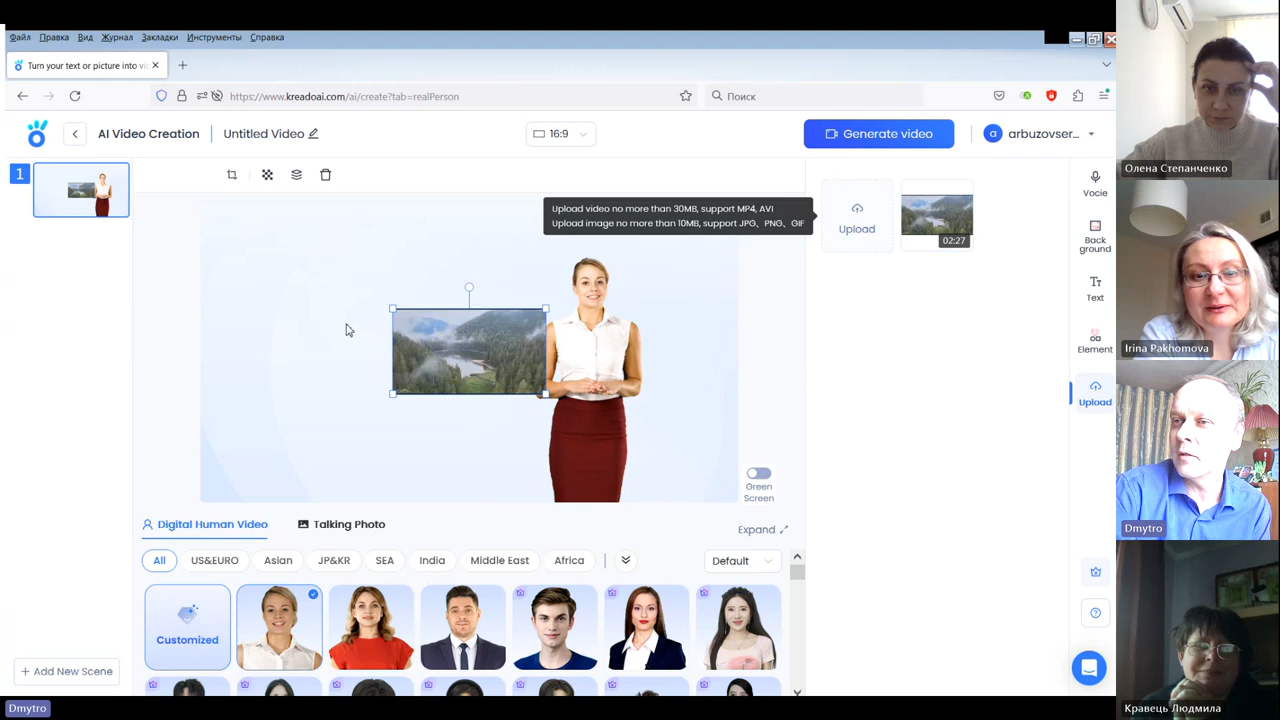 Файл Правка Вид Журнал Закладки Инструменты Справка
Turn your text or picture into vi
https://www.kreadoai.com/ai/create?tab=realPerson
Поиск
AI Video Creation
Untitled Video
16:9
Generate video
a
arbuzovser...
1
Upload video no more than 30MB, support MP4, AVI
Upload image no more than 10MB, support JPG、PNG、GIF
Upload
02:27
Vocie
Back
ground
Tт
Text
Element
Upload
Green
Screen
Digital Human Video
Talking Photo
Expand
All
US&EURO
Asian
JP&KR
SEA
India
Middle East
Africa
Default
Customized
+ Add New Scene
Dmytro
Олена Степанченко
Irina Pakhomova
Dmytro
Кравець Людмила